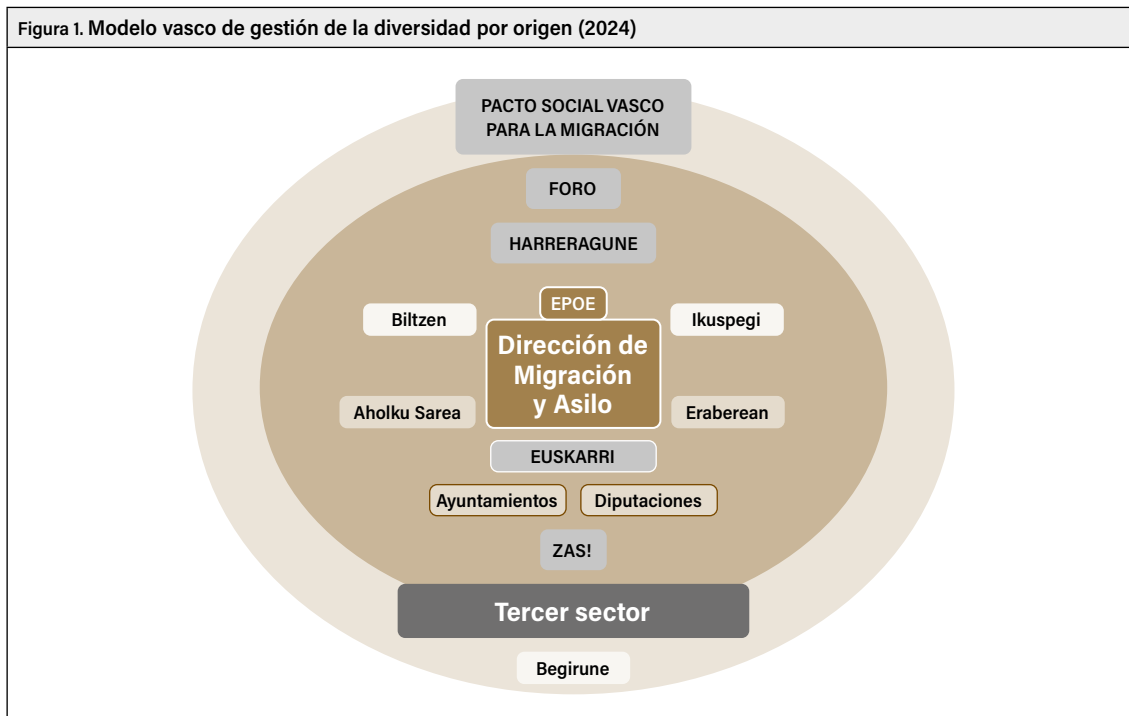 Figura 1. Modelo vasco de gestión de la diversidad por origen (2024)
PACTO SOCIAL VASCO
PARA LA MIGRACIÓN
FORO
HARRERAGUNE
EPOE
Biltzen
Ikuspegi
Dirección de
Migración
y Asilo
Aholku Sarea
Eraberean
EUSKARRI
Ayuntamientos
Diputaciones
ZAS!
Tercer sector
Begirune